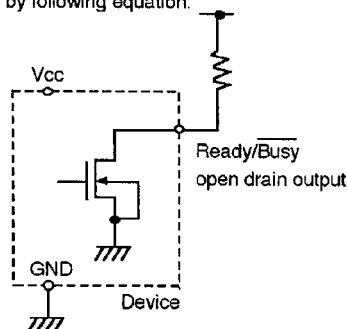 by following equation.
Vcc
Ready/Busy
open drain output
GND
Device